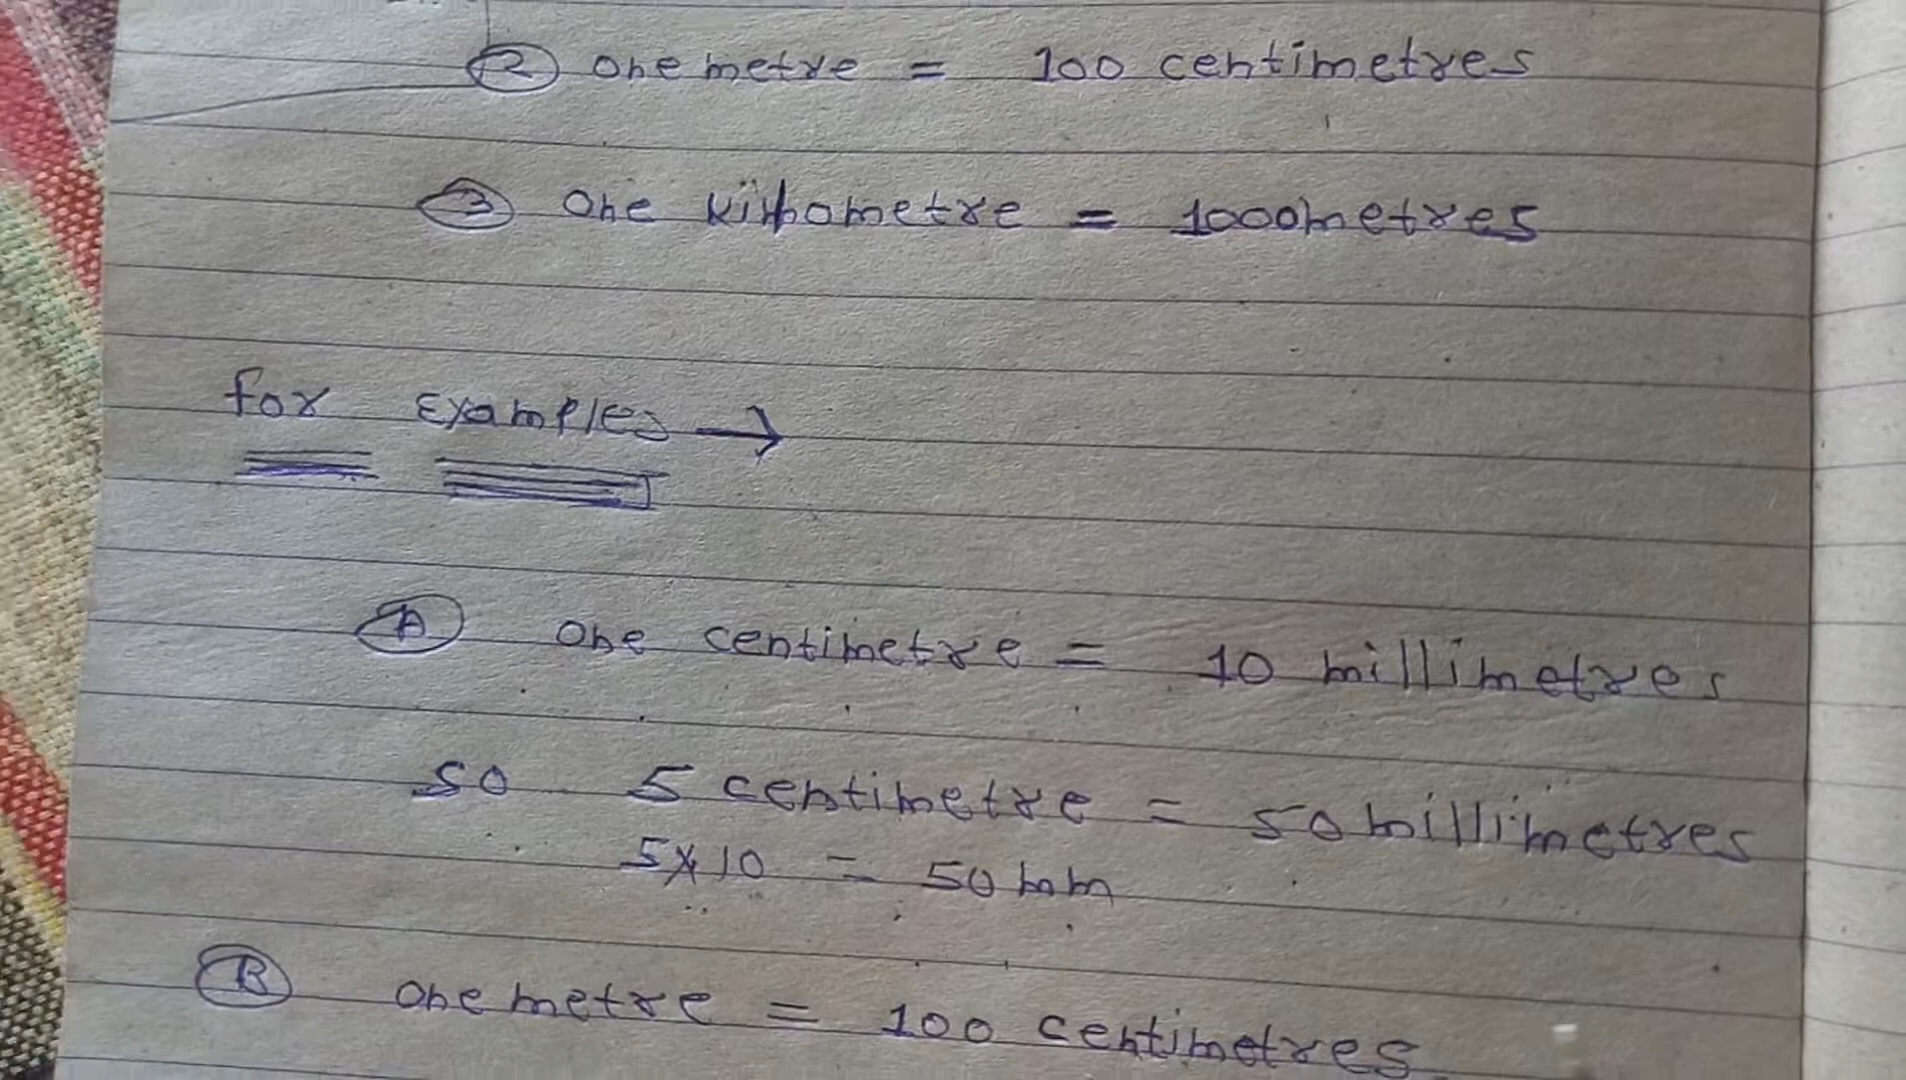 ② One metre = 100 centimetres
③ One kilometre = 1000metres
for examples →
Ⓐ One centimetre = 10 millimetres
so 5 centimetre = 50 millimetres
5×10 = 50 mm
Ⓑ One metre = 100 centimetres